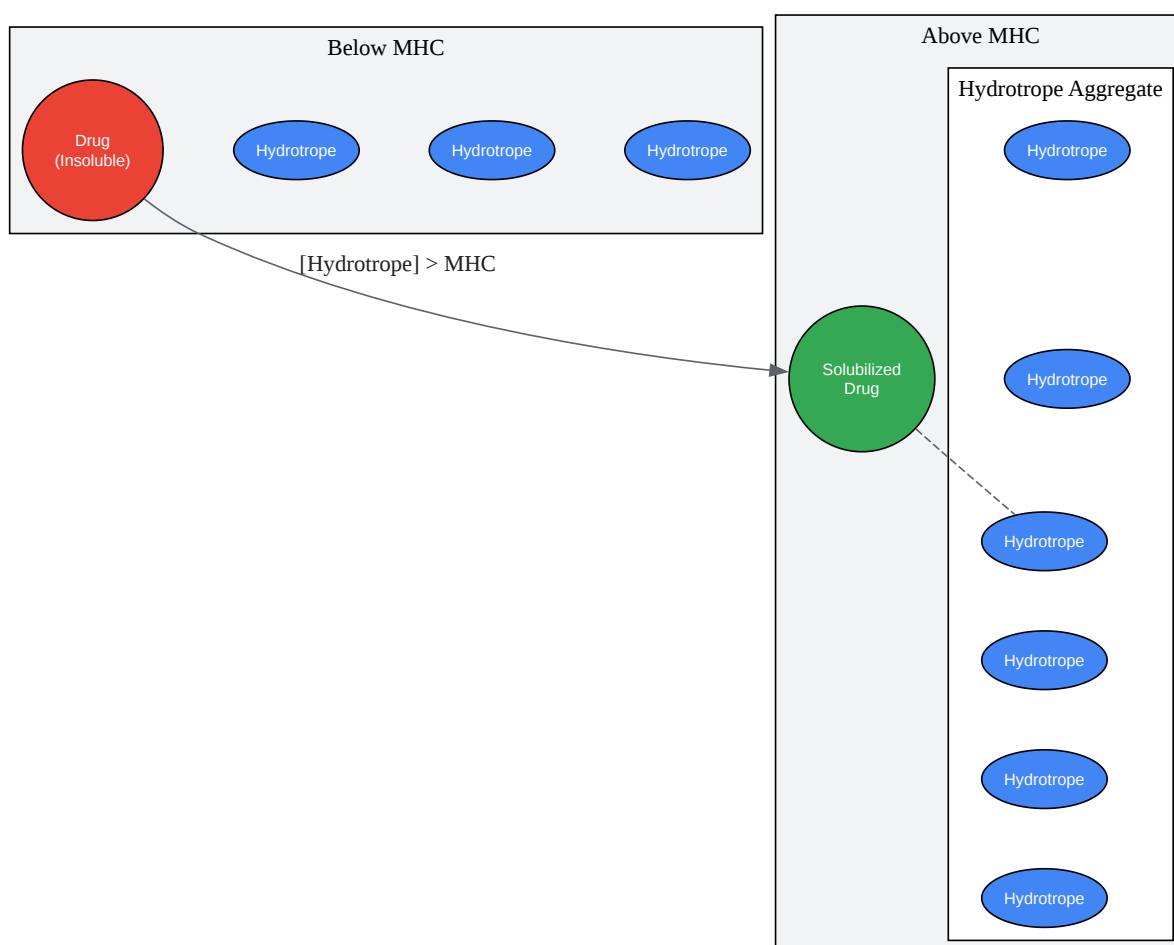 Below MHC
Drug
(Insoluble)
Hydrotrope
Hydrotrope
Hydrotrope
[Hydrotrope] > MHC
Above MHC
Hydrotrope Aggregate
Hydrotrope
Solubilized
Drug
Hydrotrope
Hydrotrope
Hydrotrope
Hydrotrope
Hydrotrope